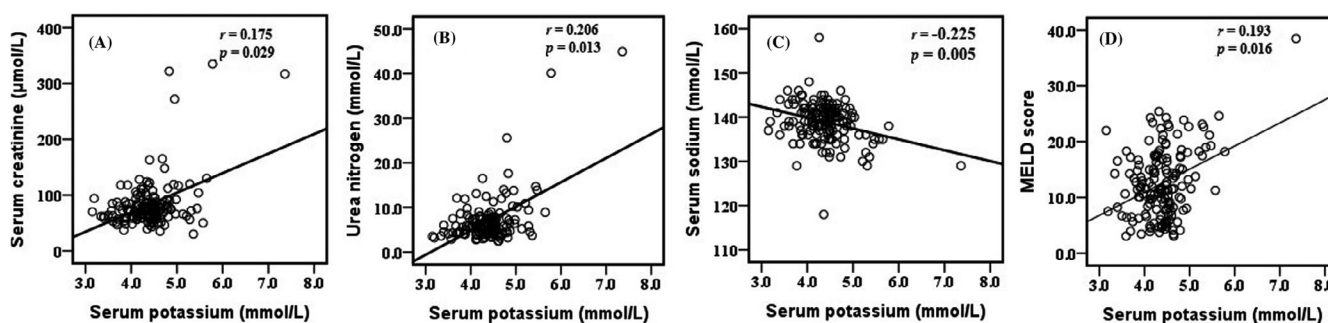 (A)
r = 0.175
p = 0.029
Serum creatinine (µmol/L)
400
300
200
100
0
3.0 4.0 5.0 6.0 7.0 8.0
Serum potassium (mmol/L)
(B)
r = 0.206
p = 0.013
Urea nitrogen (mmol/L)
50.0
40.0
30.0
20.0
10.0
0.0
3.0 4.0 5.0 6.0 7.0 8.0
Serum potassium (mmol/L)
(C)
r = -0.225
p = 0.005
Serum sodium (mmol/L)
160
150
140
130
120
110
3.0 4.0 5.0 6.0 7.0 8.0
Serum potassium (mmol/L)
(D)
r = 0.193
p = 0.016
MELD score
40.0
30.0
20.0
10.0
0.0
3.0 4.0 5.0 6.0 7.0 8.0
Serum potassium (mmol/L)